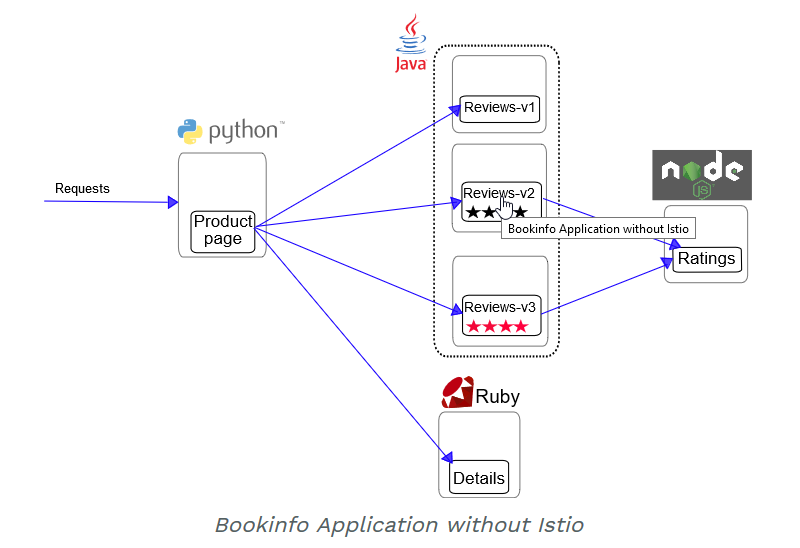 Java
Reviews-v1
python™
Requests
Product
page
Reviews-v2
Bookinfo Application without Istio
node
JS
Ratings
Reviews-v3
Ruby
Details
Bookinfo Application without Istio